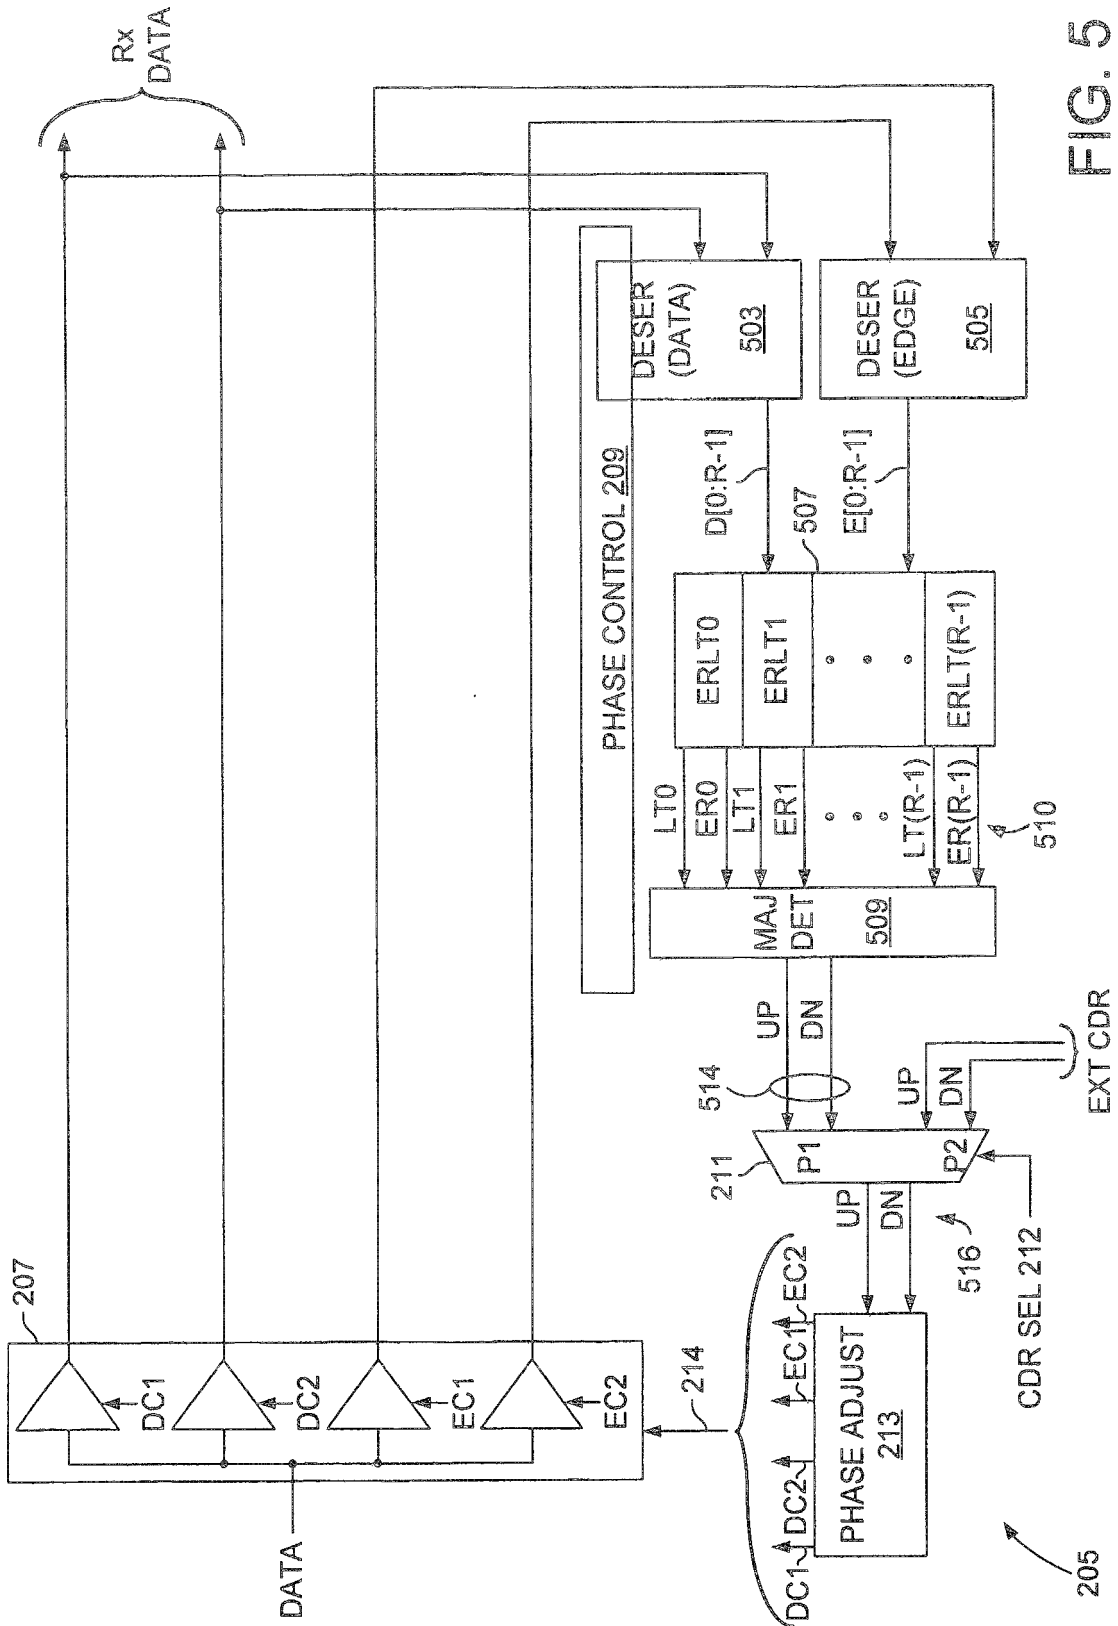 207
DC1
DC2
EC1
EC2
DATA
Rx
DATA
214
DC1
DC2
EC1
EC2
PHASE ADJUST
213
UP
DN
516
211
P1
P2
CDR SEL 212
514
UP
DN
UP
DN
EXT CDR
PHASE CONTROL 209
MAJ
DET
509
LT0
ER0
LT1
ER1
LT(R-1)
ER(R-1)
510
ERLT0
ERLT1
ERLT(R-1)
507
D[0:R-1]
E[0:R-1]
DESER
(DATA)
503
DESER
(EDGE)
505
205
FIG. 5